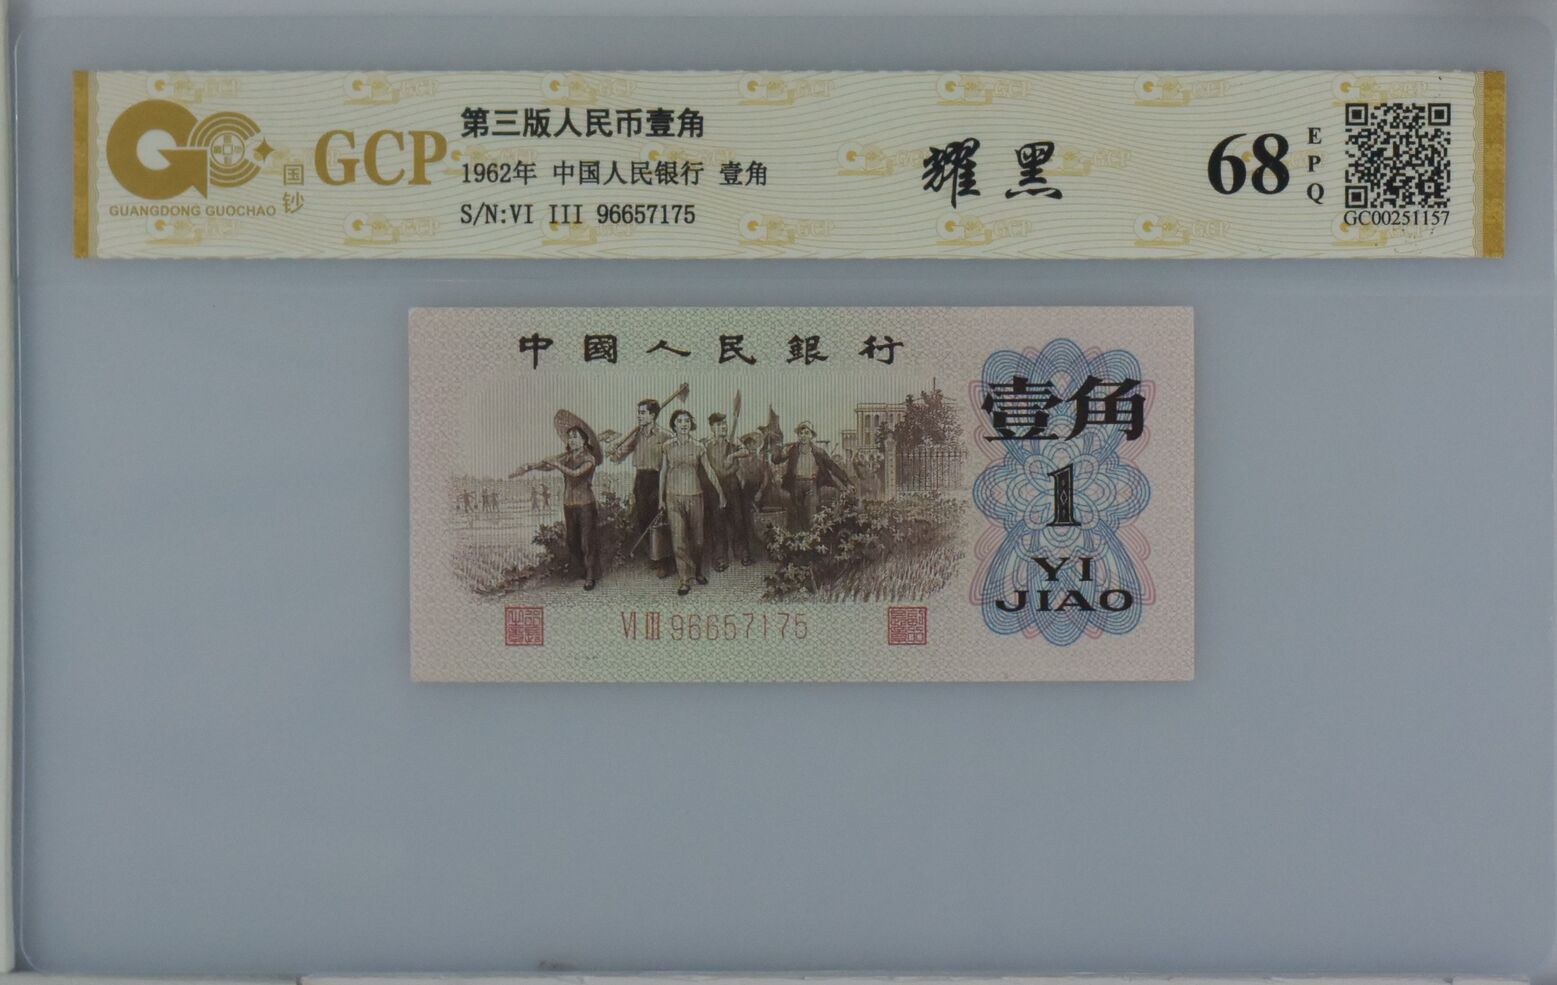 第三版人民币壹角
国钞 GCP
1962年 中国人民银行 壹角
GUANGDONG GUOCHAO
S/N:VI III 96657175
耀黑
68 EPQ
GC00251157
中國人民銀行
壹角
1
YI
JIAO
VI III 96657175